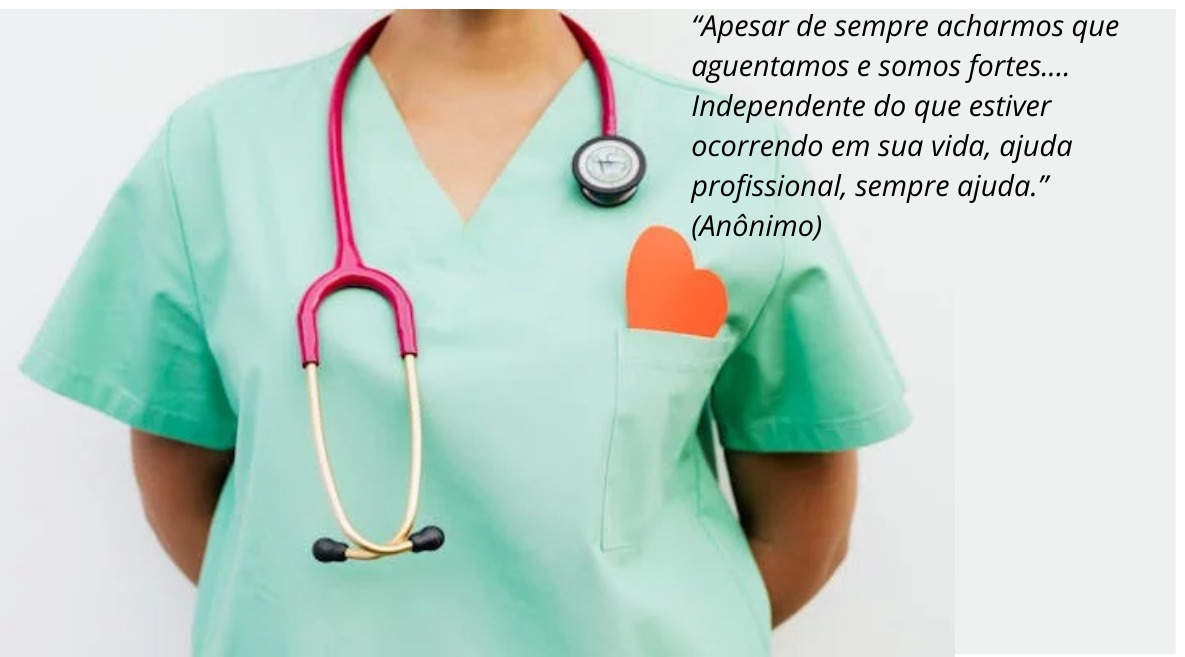 “Apesar de sempre acharmos que
aguentamos e somos fortes....
Independente do que estiver
ocorrendo em sua vida, ajuda
profissional, sempre ajuda.”
(Anônimo)